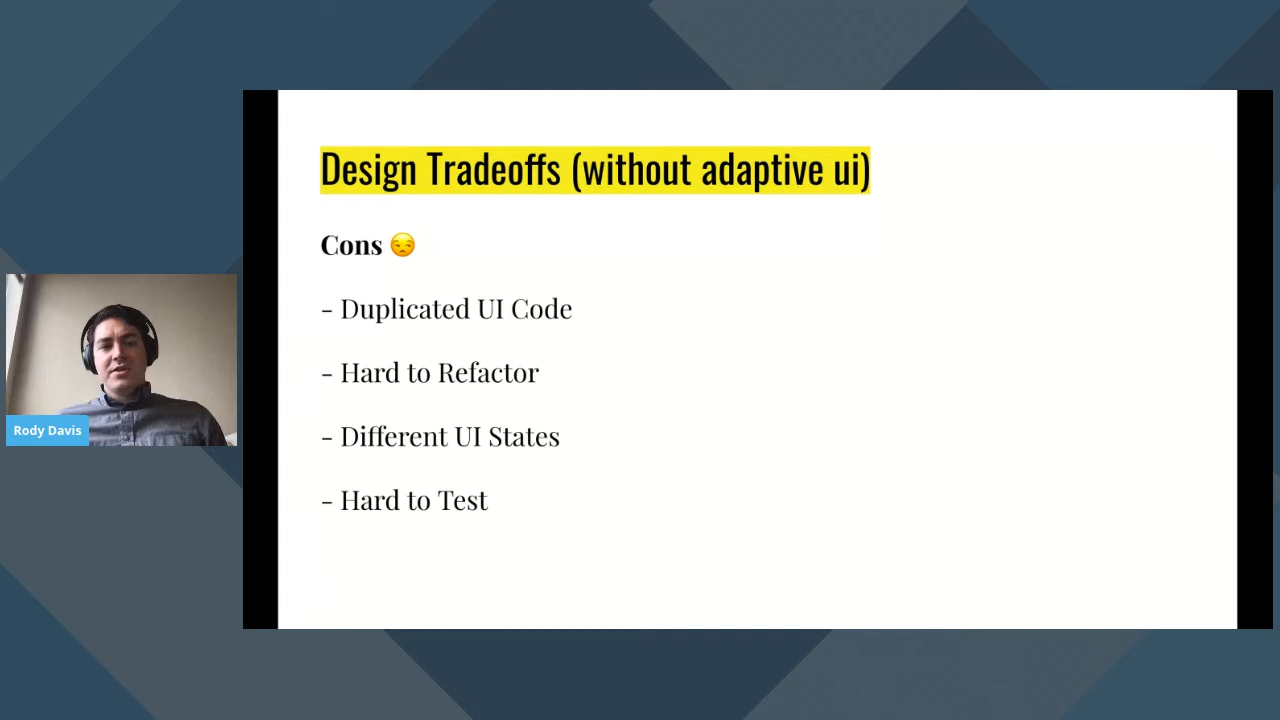 Design Tradeoffs (without adaptive ui)
Cons 😒
- Duplicated UI Code
- Hard to Refactor
- Different UI States
- Hard to Test
Rody Davis